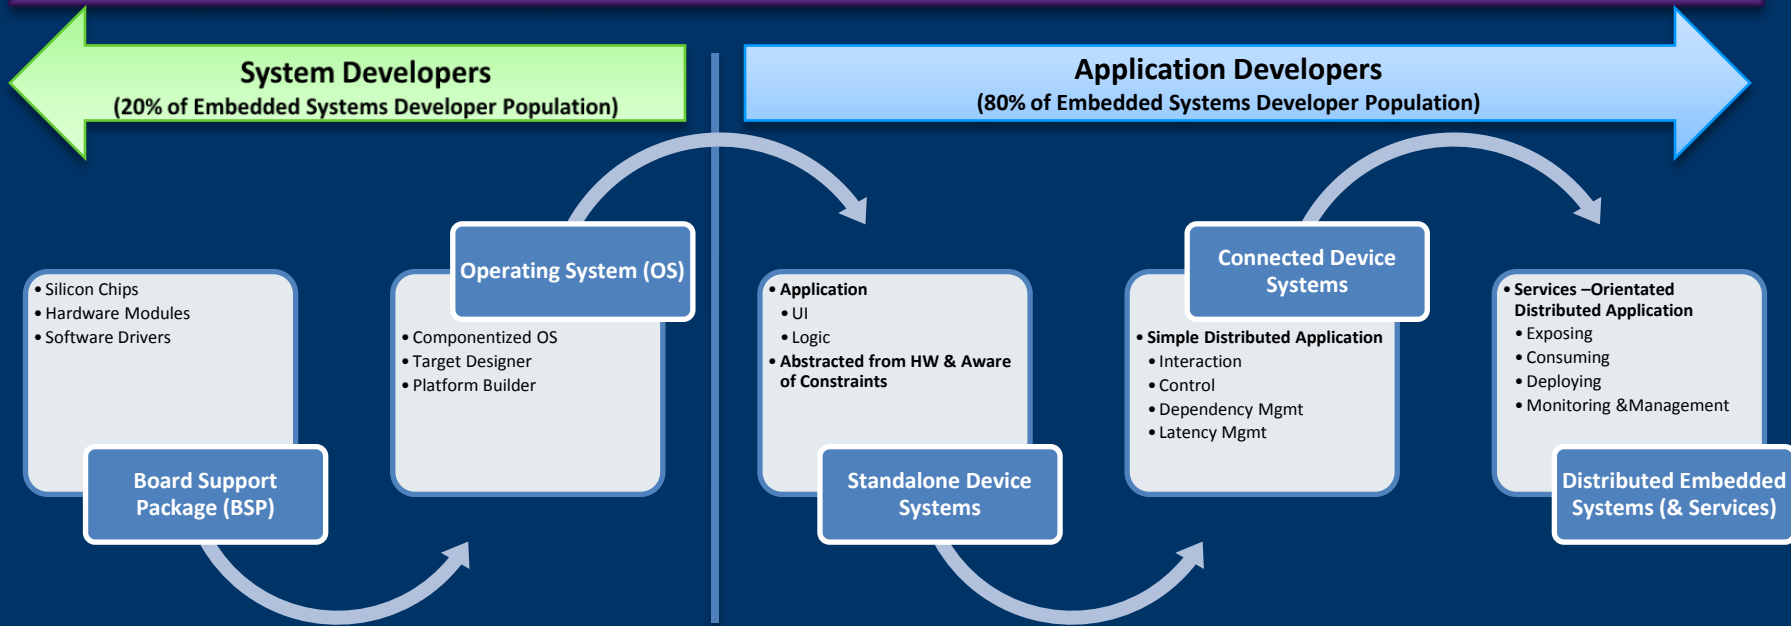 System Developers
(20% of Embedded Systems Developer Population)
Application Developers
(80% of Embedded Systems Developer Population)
• Silicon Chips
• Hardware Modules
• Software Drivers
Board Support
Package (BSP)
Operating System (OS)
• Componentized OS
• Target Designer
• Platform Builder
• Application
• UI
• Logic
• Abstracted from HW & Aware
of Constraints
Standalone Device
Systems
Connected Device
Systems
• Simple Distributed Application
• Interaction
• Control
• Dependency Mgmt
• Latency Mgmt
• Services –Orientated
Distributed Application
• Exposing
• Consuming
• Deploying
• Monitoring &Management
Distributed Embedded
Systems (& Services)